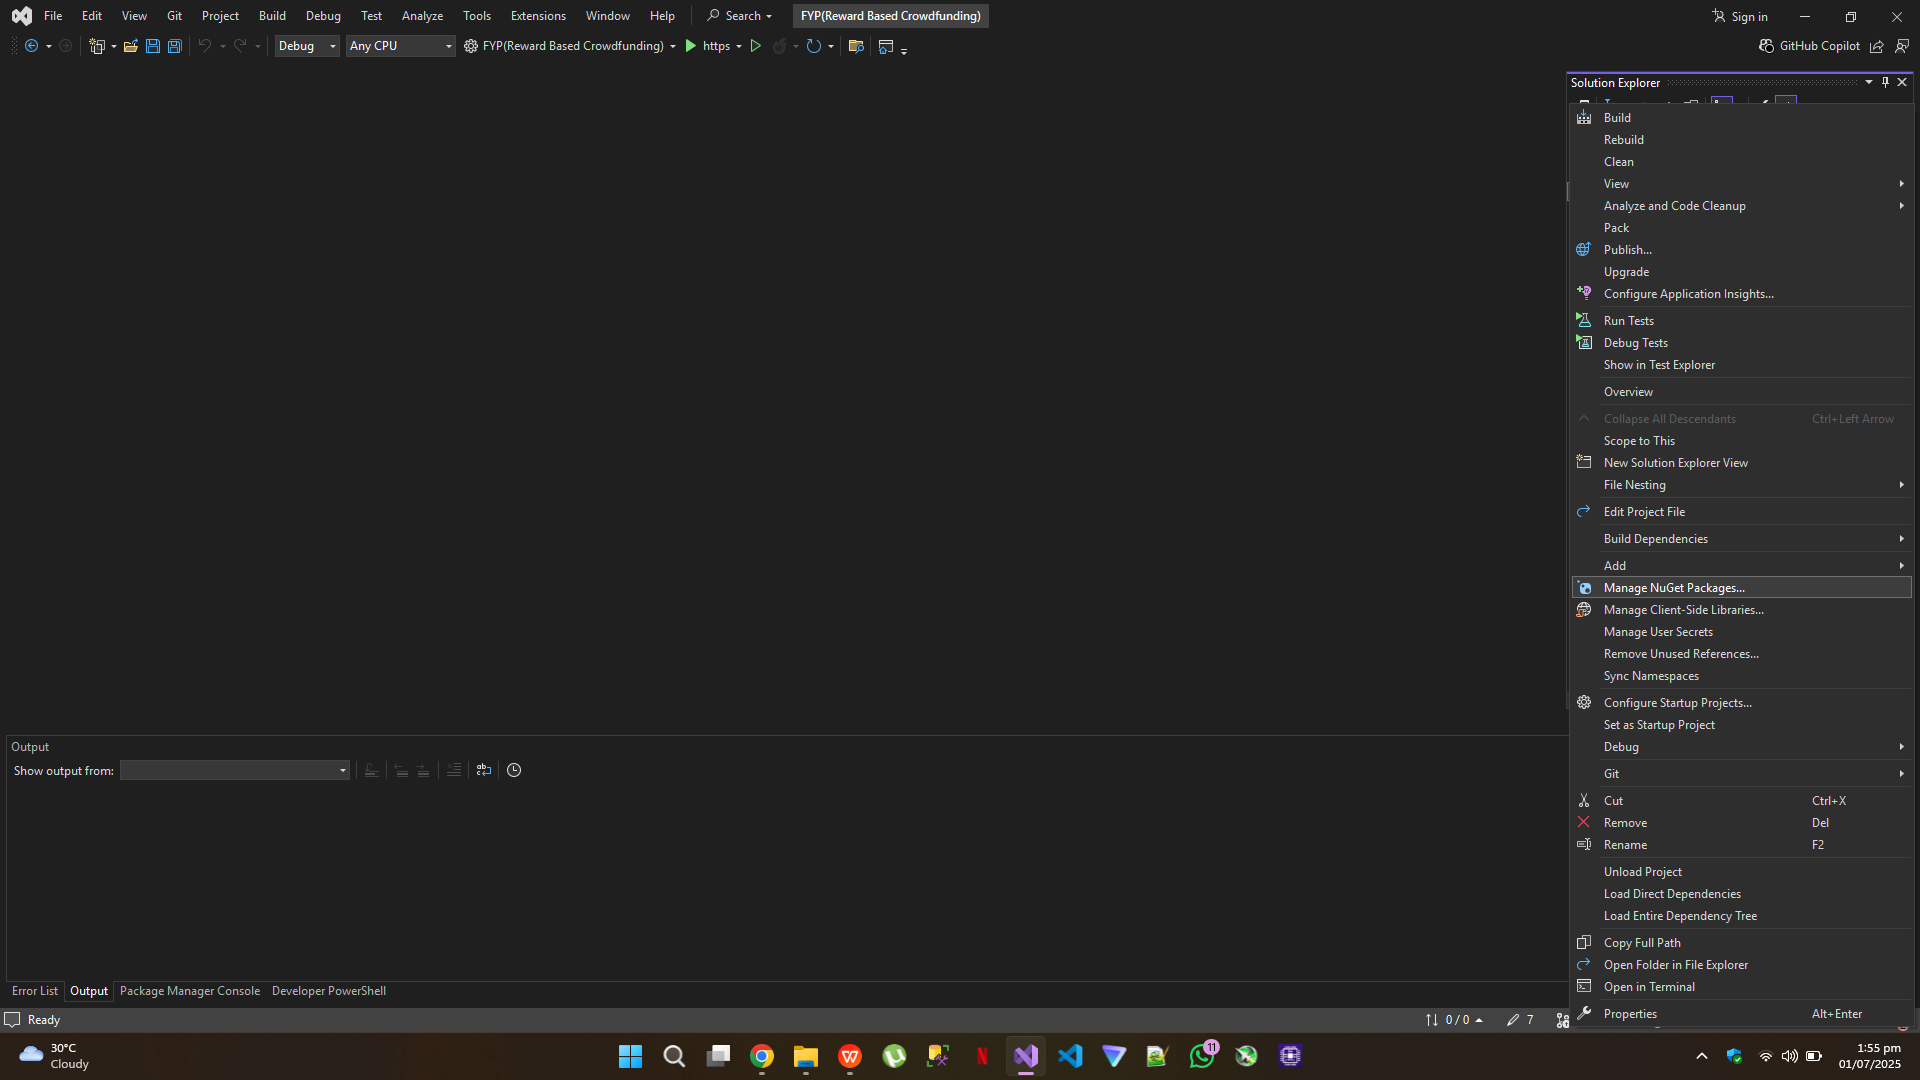 File Edit View Git Project Build Debug Test Analyze Tools Extensions Window Help Search FYP(Reward Based Crowdfunding) Sign in
Debug Any CPU FYP(Reward Based Crowdfunding) https GitHub Copilot
Solution Explorer
Build
Rebuild
Clean
View
Analyze and Code Cleanup
Pack
Publish...
Upgrade
Configure Application Insights...
Run Tests
Debug Tests
Show in Test Explorer
Overview
Collapse All Descendants Ctrl+Left Arrow
Scope to This
New Solution Explorer View
File Nesting
Edit Project File
Build Dependencies
Add
Manage NuGet Packages...
Manage Client-Side Libraries...
Manage User Secrets
Remove Unused References...
Sync Namespaces
Configure Startup Projects...
Set as Startup Project
Debug
Git
Cut Ctrl+X
Remove Del
Rename F2
Unload Project
Load Direct Dependencies
Load Entire Dependency Tree
Copy Full Path
Open Folder in File Explorer
Open in Terminal
Properties Alt+Enter
Output
Show output from:
Error List Output Package Manager Console Developer PowerShell
Ready 0 / 0 7
30°C
Cloudy
11
1:55 pm
01/07/2025